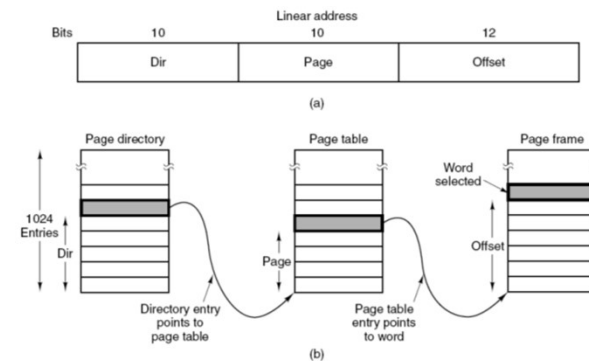 Linear address
Bits 10 10 12
Dir Page Offset
(a)
Page directory Page table Page frame
Word
selected
1024
Entries
Dir
Page
Offset
Directory entry
points to
page table
Page table
entry points
to word
(b)